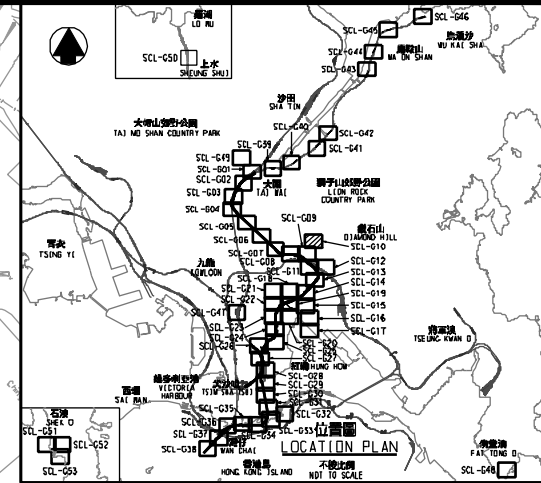 羅湖
LO WU
SCL-G50
上水
SHEUNG SHUI
SCL-G46
SCL-G45
烏溪沙
WU KAI SHA
SCL-G44
馬鞍山
MA ON SHAN
SCL-G43
沙田
SHA TIN
大帽山郊野公園
TAI MO SHAN COUNTRY PARK
SCL-G40
SCL-G39
SCL-G42
SCL-G41
SCL-G49
SCL-G01
SCL-G02
大圍
TAI WAI
獅子山郊野公園
LION ROCK
COUNTRY PARK
SCL-G03
SCL-G04
SCL-G05
SCL-G06
SCL-G07
SCL-G08
SCL-G09
鑽石山
DIAMOND HILL
SCL-G10
SCL-G11
SCL-G12
SCL-G13
SCL-G14
SCL-G19
SCL-G15
SCL-G16
SCL-G17
青衣
TSING YI
九龍
KOWLOON
SCL-G18
SCL-G21
SCL-G22
SCL-G47
SCL-G23
SCL-G24
SCL-G20
SCL-G27
將軍澳
TSEUNG KWAN O
紅磡
HUNG HOM
SCL-G28
SCL-G29
SCL-G30
SCL-G31
SCL-G32
維多利亞港
VICTORIA
HARBOUR
尖沙咀
TSIM SHA TSUI
西環
SAI WAN
SCL-G35
SCL-G36
SCL-G37
SCL-G38
SCL-G34
SCL-G33
灣仔
WAN CHAI
香港島
HONG KONG ISLAND
石澳
SHEK O
SCL-G51
SCL-G52
SCL-G53
位置圖
LOCATION PLAN
不按比例
NOT TO SCALE
FAT TONG O
SCL-G48